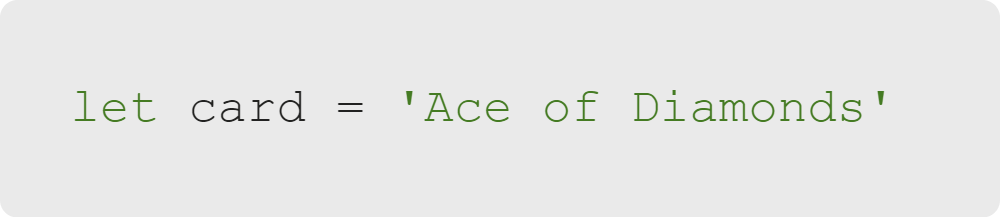 let card = 'Ace of Diamonds'